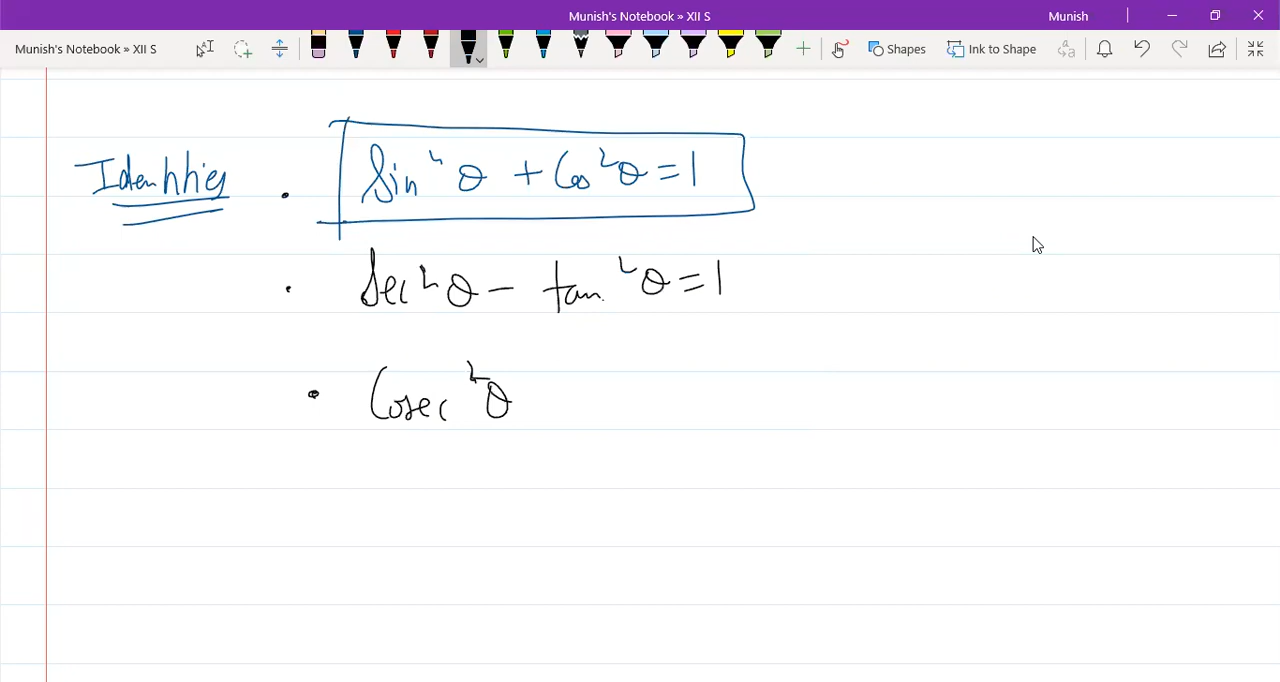 Munish's Notebook » XII S
Munish
Munish's Notebook » XII S
Shapes
Ink to Shape
Identities
• Sin²θ + Cos²θ = 1
• Sec²θ - tan²θ = 1
• Cosec²θ